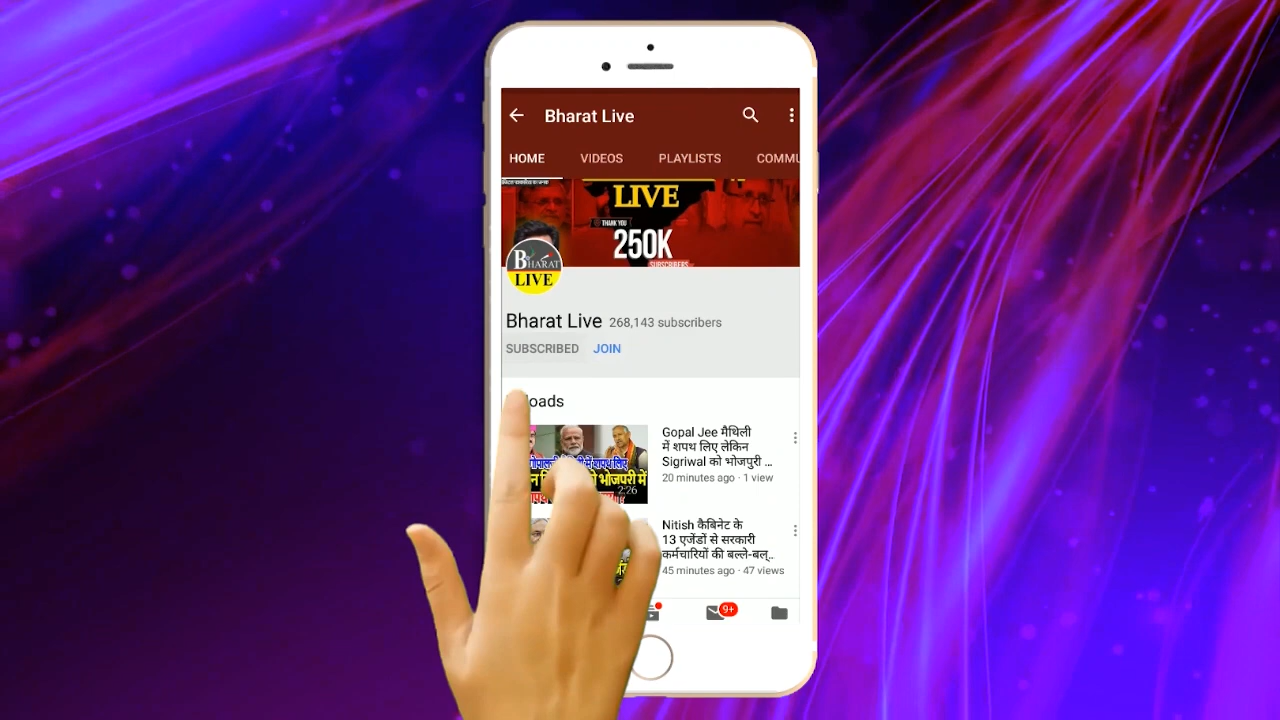 Bharat Live
HOME VIDEOS PLAYLISTS COMMU
LIVE
THANK YOU
250K
SUBSCRIBERS
BHARAT
LIVE
Bharat Live 268,143 subscribers
SUBSCRIBED JOIN
oads
Gopal Jee मैथिली
में शपथ लिए लेकिन
Sigriwal को भोजपुरी ...
20 minutes ago · 1 view
में शपथ लिए
को भोजपुरी में
2:26
Nitish कैबिनेट के
13 एजेंडों से सरकारी
कर्मचारियों की बल्ले-बल्..
45 minutes ago · 47 views
9+